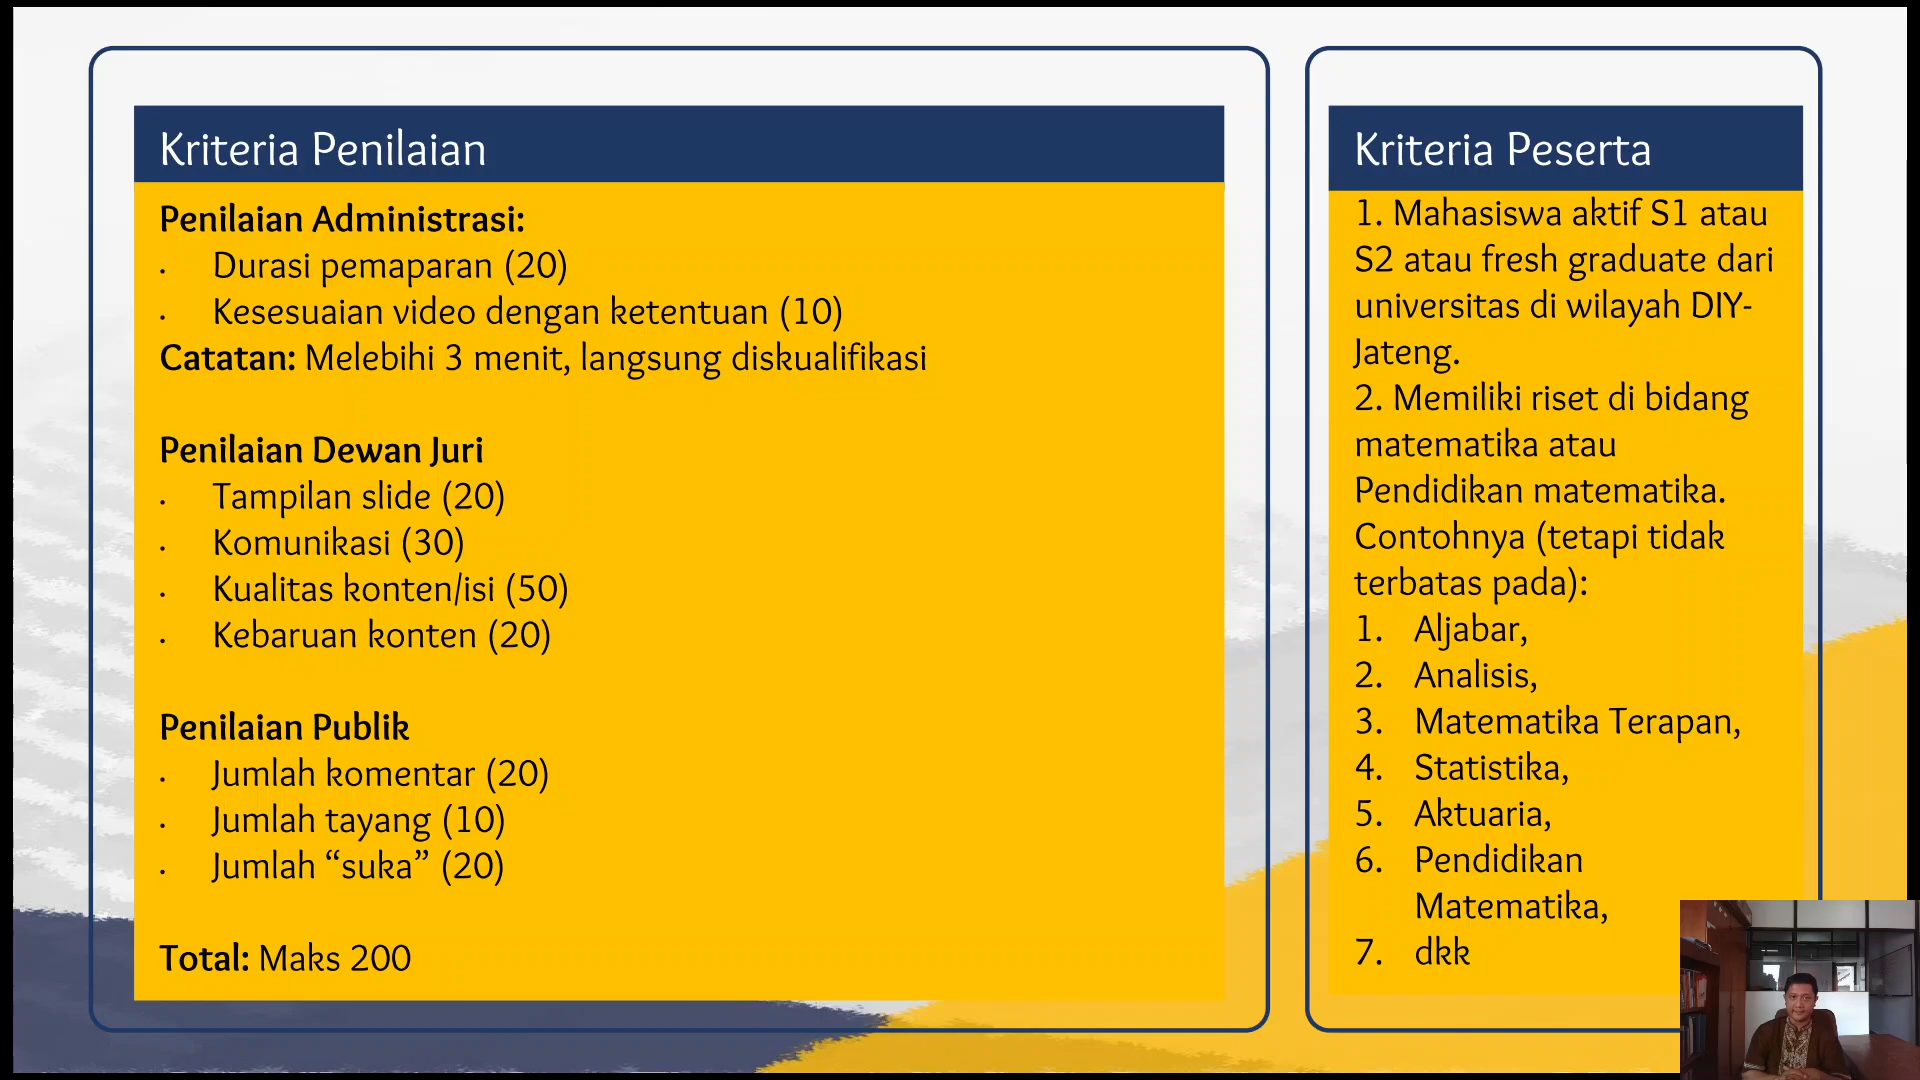 Kriteria Penilaian
Penilaian Administrasi:
• Durasi pemaparan (20)
• Kesesuaian video dengan ketentuan (10)
Catatan: Melebihi 3 menit, langsung diskualifikasi
Penilaian Dewan Juri
• Tampilan slide (20)
• Komunikasi (30)
• Kualitas konten/isi (50)
• Kebaruan konten (20)
Penilaian Publik
• Jumlah komentar (20)
• Jumlah tayang (10)
• Jumlah “suka” (20)
Total: Maks 200
Kriteria Peserta
1. Mahasiswa aktif S1 atau
S2 atau fresh graduate dari
universitas di wilayah DIY-
Jateng.
2. Memiliki riset di bidang
matematika atau
Pendidikan matematika.
Contohnya (tetapi tidak
terbatas pada):
1. Aljabar,
2. Analisis,
3. Matematika Terapan,
4. Statistika,
5. Aktuaria,
6. Pendidikan
Matematika,
7. dkk